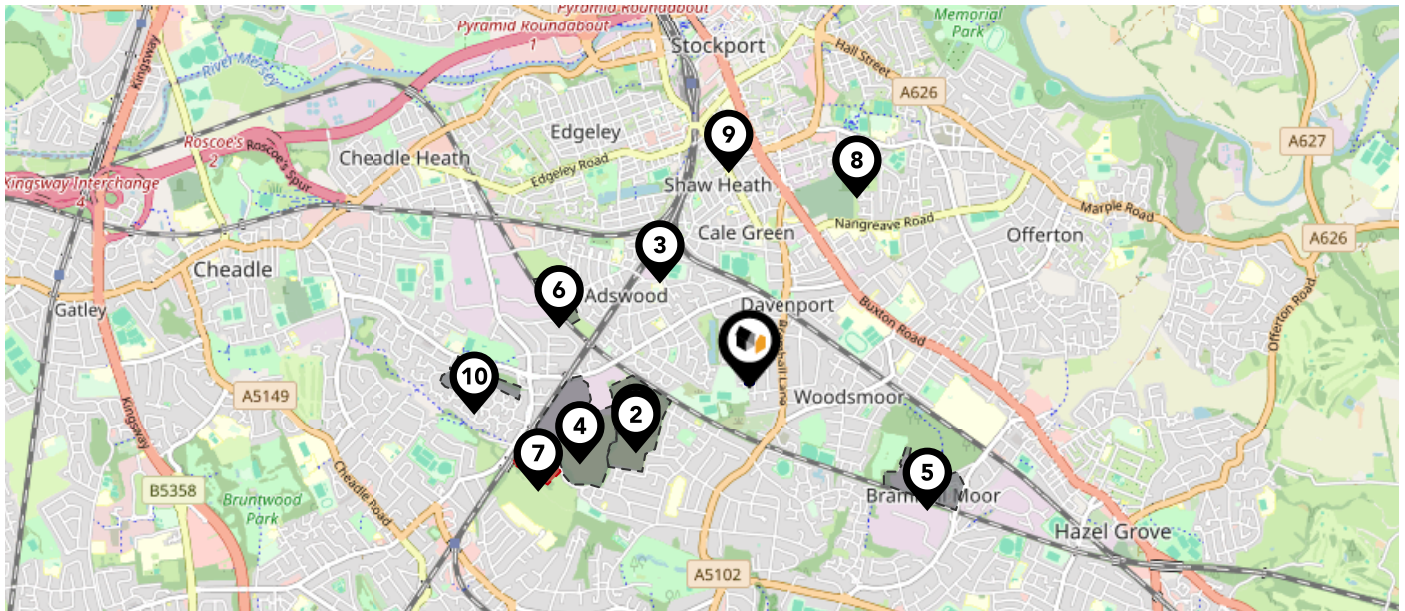 Pyramid Roundabout
Memorial
Park
Pyramid Roundabout
1
Stockport
Hall Street
Kingsway
River Mersey
A626
Edgeley
9
A627
Roscoe's
2
Roscoe's Spur
Cheadle Heath
8
Edgeley Road
Kingsway Interchange
4
Shaw Heath
Marple Road
Nangreave Road
Cale Green
Offerton
A626
3
Cheadle
6
Adswood
Davenport
Gatley
Buxton Road
Offerton Road
Bramhall Lane
10
A5149
Woodsmoor
Kingsway
4
2
7
5
B5358
Cheadle Road
Bruntwood
Park
Bramhall Moor
Hazel Grove
A5102